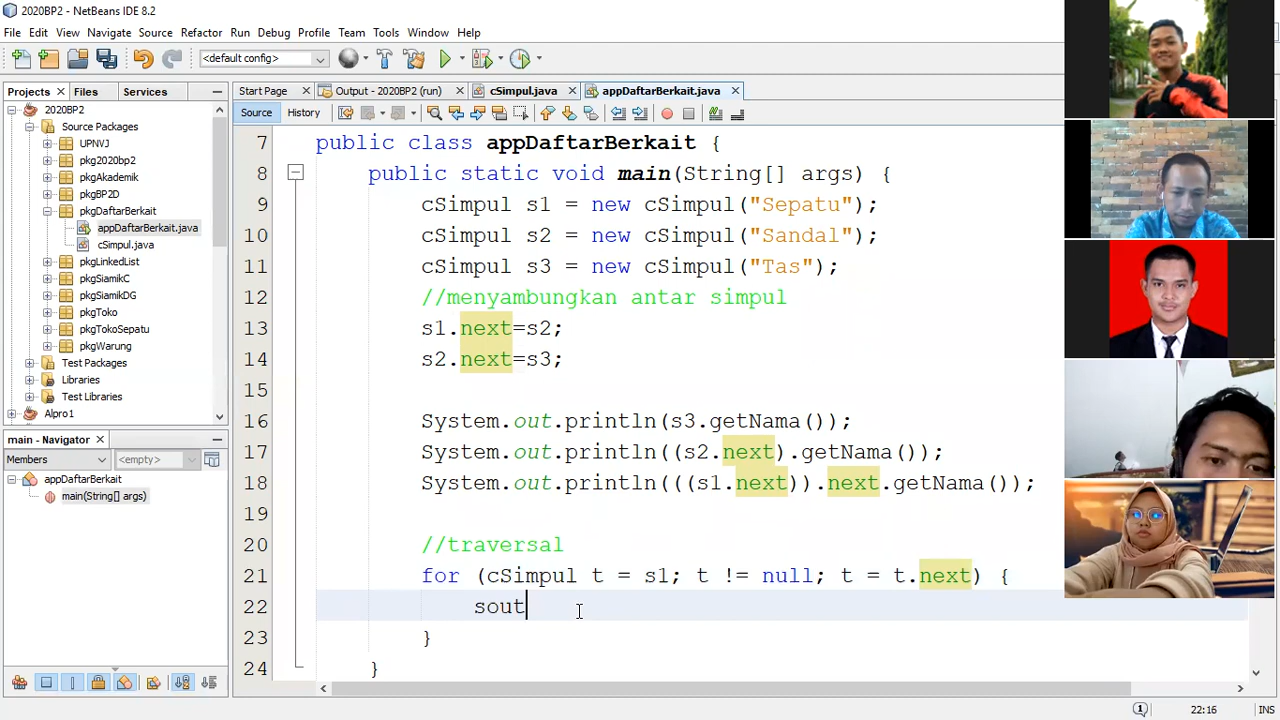 2020BP2 - NetBeans IDE 8.2
File Edit View Navigate Source Refactor Run Debug Profile Team Tools Window Help
<default config>
Projects Files Services
Start Page Output - 2020BP2 (run) cSimpul.java appDaftarBerkait.java
Source History
2020BP2
Source Packages
UPNVJ
pkg2020bp2
pkgAkademik
pkgBP2D
pkgDaftarBerkait
appDaftarBerkait.java
cSimpul.java
pkgLinkedList
pkgSiamikC
pkgSiamikDG
pkgToko
pkgTokoSepatu
pkgWarung
Test Packages
Libraries
Test Libraries
Alpro1
main - Navigator
Members <empty>
appDaftarBerkait
main(String[] args)
7 public class appDaftarBerkait {
8 public static void main(String[] args) {
9 cSimpul s1 = new cSimpul("Sepatu");
10 cSimpul s2 = new cSimpul("Sandal");
11 cSimpul s3 = new cSimpul("Tas");
12 //menyambungkan antar simpul
13 s1.next=s2;
14 s2.next=s3;
15
16 System.out.println(s3.getNama());
17 System.out.println((s2.next).getNama());
18 System.out.println(((s1.next)).next.getNama());
19
20 //traversal
21 for (cSimpul t = s1; t != null; t = t.next) {
22 sout
23 }
24 }
22:16 INS